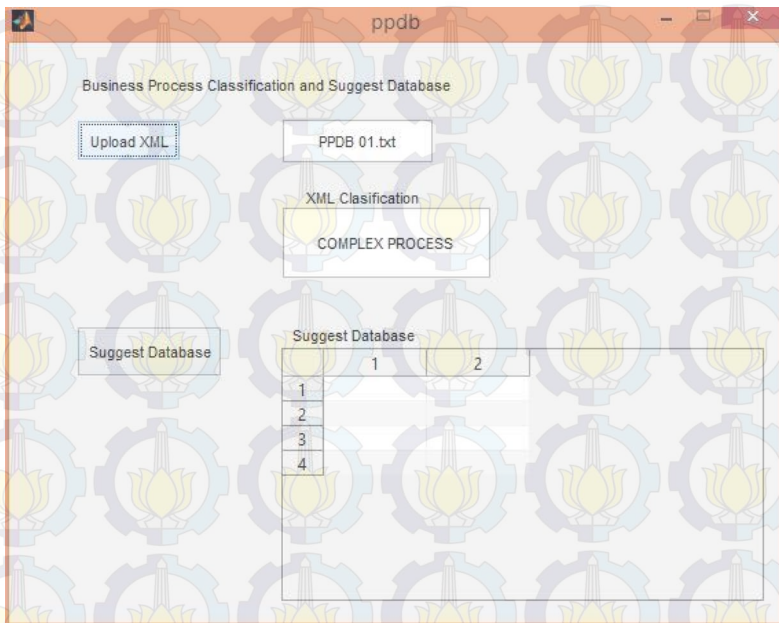 ppdb
Business Process Classification and Suggest Database
Upload XML
PPDB 01.txt
XML Clasification
COMPLEX PROCESS
Suggest Database
Suggest Database
1 2
1
2
3
4